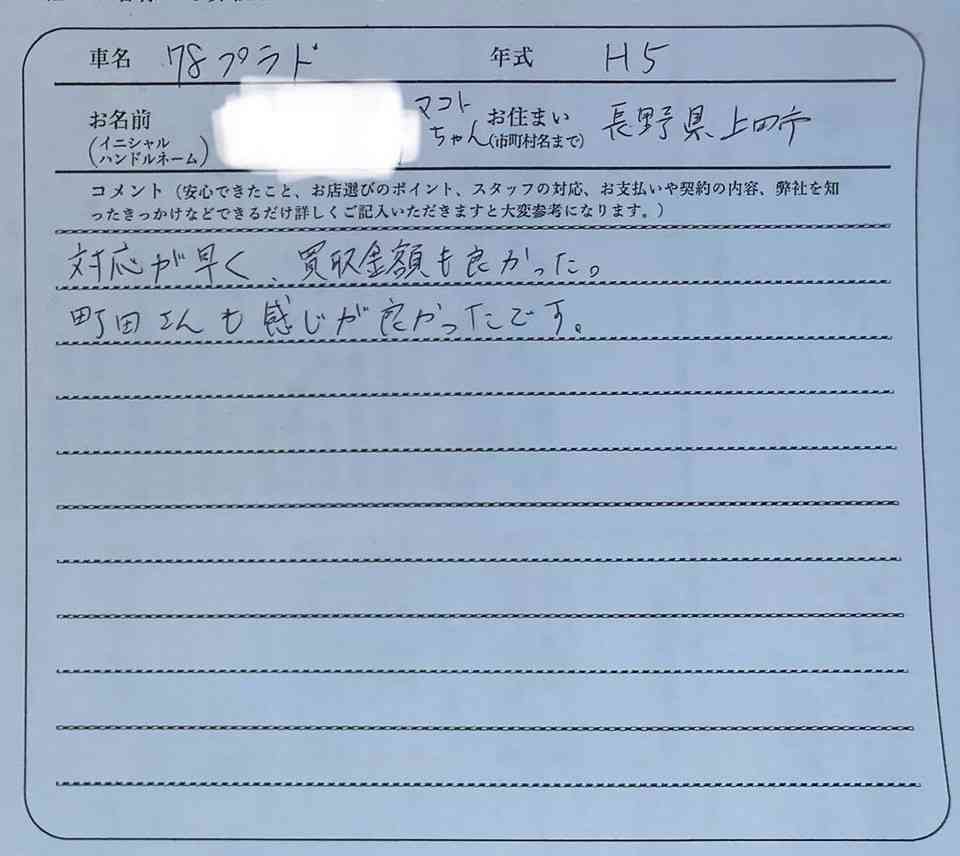 車名 78プラド 年式 H5
お名前 マコト お住まい 長野県上田市
(イニシャル ちゃん (市町村名まで)
ハンドルネーム)
コメント（安心できたこと、お店選びのポイント、スタッフの対応、お支払いや契約の内容、弊社を知
ったきっかけなどできるだけ詳しくご記入いただきますと大変参考になります。）
対応が早く、買取金額も良かった。
町田さんも感じが良かったです。